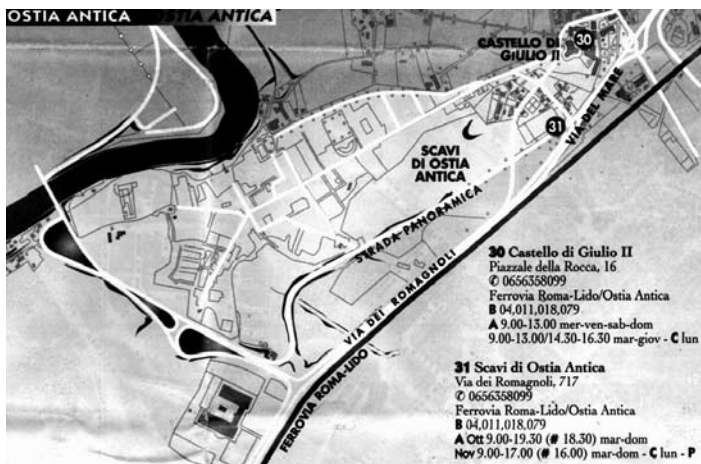 OSTIA ANTICA
OSTIA ANTICA
CASTELLO DI
GIULIO II
30
31
VIA DEL MARE
SCAVI
DI OSTIA
ANTICA
STRADA PANORAMICA
VIA DEI ROMAGNOLI
FERROVIA ROMA-LIDO
30 Castello di Giulio II
Piazzale della Rocca, 16
✆ 0656358099
Ferrovia Roma-Lido/Ostia Antica
B 04,011,018,079
A 9.00-13.00 mer-ven-sab-dom
9.00-13.00/14.30-16.30 mar-giov - C lun
31 Scavi di Ostia Antica
Via dei Romagnoli, 717
✆ 0656358099
Ferrovia Roma-Lido/Ostia Antica
B 04,011,018,079
A Ott 9.00-19.30 (# 18.30) mar-dom
Nov 9.00-17.00 (# 16.00) mar-dom - C lun - P